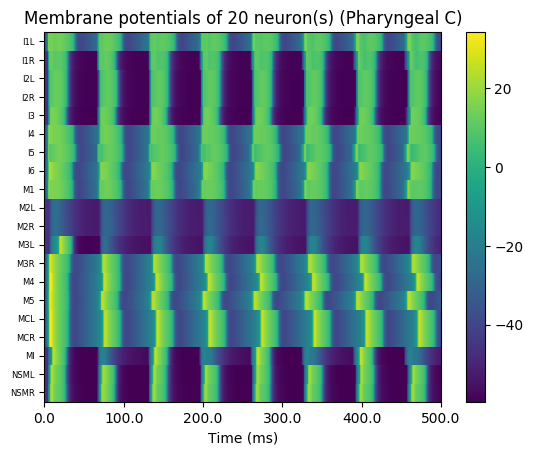 Membrane potentials of 20 neuron(s) (Pharyngeal C)
I1L
I1R
I2L
I2R
I3
I4
I5
I6
M1
M2L
M2R
M3L
M3R
M4
M5
MCL
MCR
MI
NSML
NSMR
0.0 100.0 200.0 300.0 400.0 500.0
Time (ms)
20
0
−20
−40